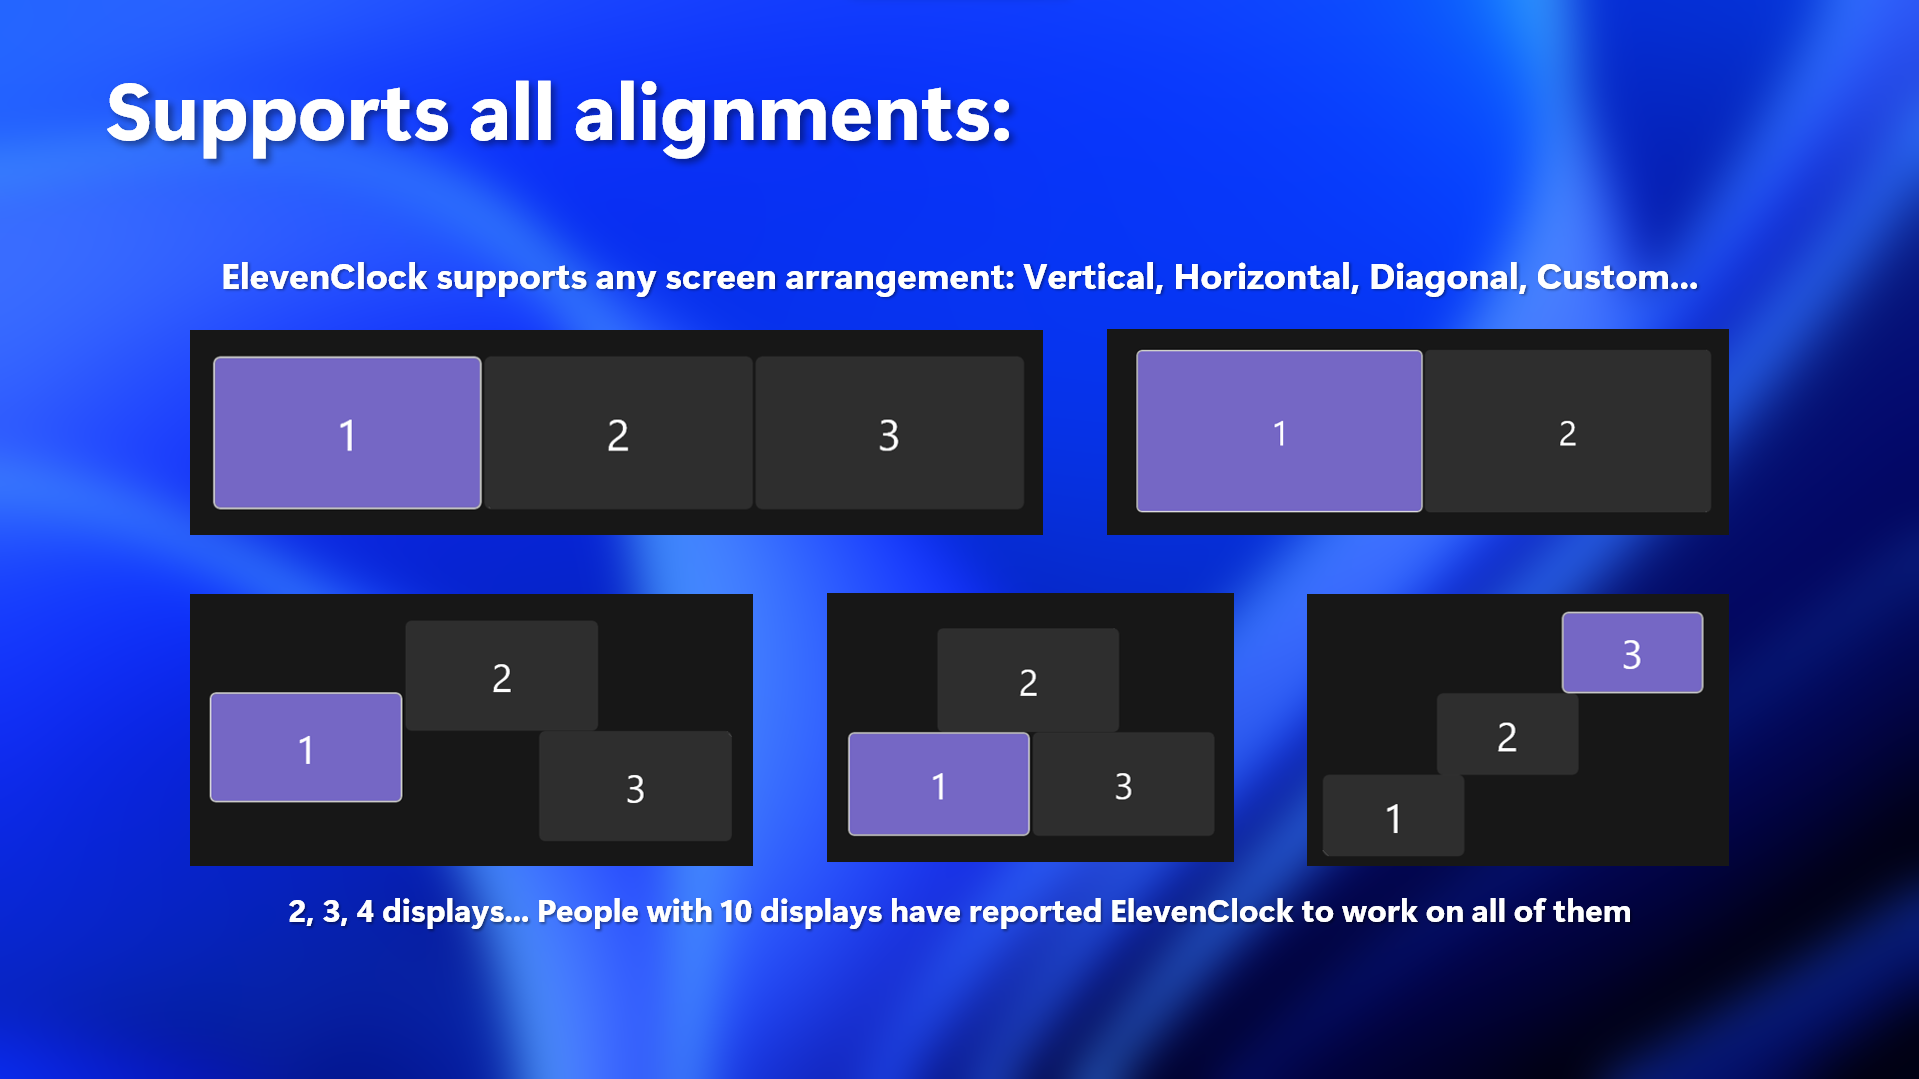 Supports all alignments:
ElevenClock supports any screen arrangement: Vertical, Horizontal, Diagonal, Custom...
1 2 3
1 2
2
1
3
2
1 3
3
2
1
2, 3, 4 displays... People with 10 displays have reported ElevenClock to work on all of them